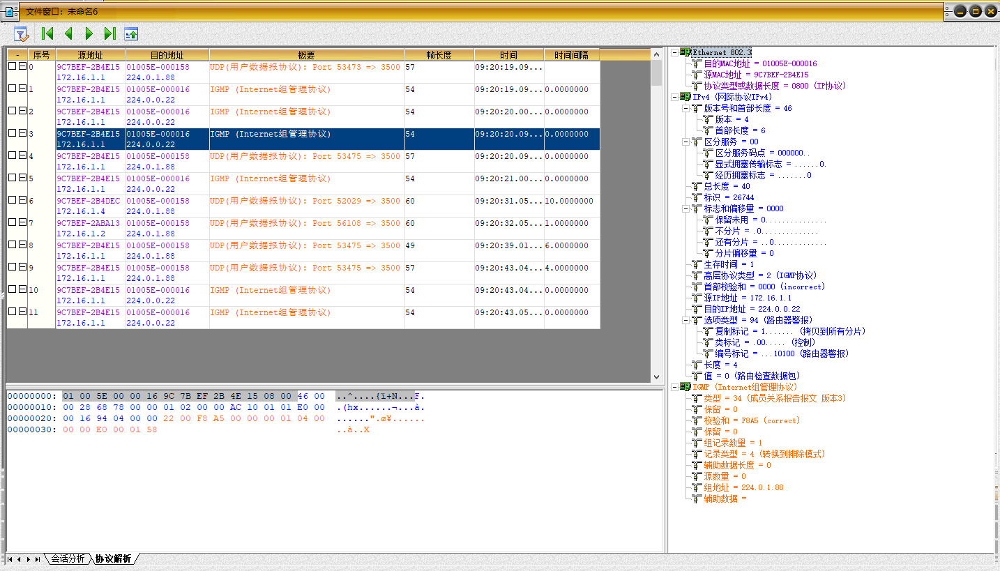 文件窗口: 未命名6
- 序号 源地址 目的地址 概要 帧长度 时间 时间间隔
0 9C7BEF-2B4E15 01005E-000158 UDP(用户数据报协议): Port 53473 => 3500 57 09:20:19.09...
172.16.1.1 224.0.1.88
1 9C7BEF-2B4E15 01005E-000016 IGMP (Internet组管理协议) 54 09:20:19.09... 0.0000000
172.16.1.1 224.0.0.22
2 9C7BEF-2B4E15 01005E-000016 IGMP (Internet组管理协议) 54 09:20:20.00... 0.0000000
172.16.1.1 224.0.0.22
3 9C7BEF-2B4E15 01005E-000016 IGMP (Internet组管理协议) 54 09:20:20.09... 0.0000000
172.16.1.1 224.0.0.22
4 9C7BEF-2B4E15 01005E-000158 UDP(用户数据报协议): Port 53475 => 3500 57 09:20:20.09... 0.0000000
172.16.1.1 224.0.1.88
5 9C7BEF-2B4E15 01005E-000016 IGMP (Internet组管理协议) 54 09:20:21.00... 0.0000000
172.16.1.1 224.0.0.22
6 9C7BEF-2B4DEC 01005E-000158 UDP(用户数据报协议): Port 52029 => 3500 60 09:20:31.05... 10.0000000
172.16.1.4 224.0.1.88
7 9C7BEF-2ABA13 01005E-000158 UDP(用户数据报协议): Port 56108 => 3500 60 09:20:32.05... 1.0000000
172.16.1.2 224.0.1.88
8 9C7BEF-2B4E15 01005E-000158 UDP(用户数据报协议): Port 53475 => 3500 49 09:20:39.01... 6.0000000
172.16.1.1 224.0.1.88
9 9C7BEF-2B4E15 01005E-000158 UDP(用户数据报协议): Port 53475 => 3500 57 09:20:43.04... 4.0000000
172.16.1.1 224.0.1.88
10 9C7BEF-2B4E15 01005E-000016 IGMP (Internet组管理协议) 54 09:20:43.04... 0.0000000
172.16.1.1 224.0.0.22
11 9C7BEF-2B4E15 01005E-000016 IGMP (Internet组管理协议) 54 09:20:43.04... 0.0000000
172.16.1.1 224.0.0.22
00000000: 01 00 5E 00 00 16 9C 7B EF 2B 4E 15 08 00 46 00 ..^....{ï+N...F.
00000010: 00 28 68 78 00 00 01 02 00 00 AC 10 01 01 E0 00 .(hx......¬...à.
00000020: 00 16 94 04 00 00 22 00 F8 A5 00 00 00 01 04 00 ......".ø¥......
00000030: 00 00 E0 00 01 58 ..à..X
会话分析 协议解析
Ethernet 802.3
目的MAC地址 = 01005E-000016
源MAC地址 = 9C7BEF-2B4E15
协议类型或数据长度 = 0800 (IP协议)
IPv4 (网际协议IPv4)
版本号和首部长度 = 46
版本 = 4
首部长度 = 6
区分服务 = 00
区分服务码点 = 000000..
显式拥塞传输标志 = ......0.
经历拥塞标志 = .......0
总长度 = 40
标识 = 26744
标志和偏移量 = 0000
保留未用 = 0...............
不分片 = .0..............
还有分片 = ..0.............
分片偏移量 = 0
生存时间 = 1
高层协议类型 = 2 (IGMP协议)
首部校验和 = 0000 (incorrect)
源IP地址 = 172.16.1.1
目的IP地址 = 224.0.0.22
选项类型 = 94 (路由器警报)
复制标记 = 1....... (拷贝到所有分片)
类标记 = .00..... (控制)
编号标记 = ...10100 (路由器警报)
长度 = 4
值 = 0 (路由检查数据包)
IGMP (Internet组管理协议)
类型 = 34 (成员关系报告报文 版本3)
保留 = 0
校验和 = F8A5 (correct)
保留 = 0
组记录数量 = 1
记录类型 = 4 (转换到排除模式)
辅助数据长度 = 0
源数量 = 0
组地址 = 224.0.1.88
辅助数据 =